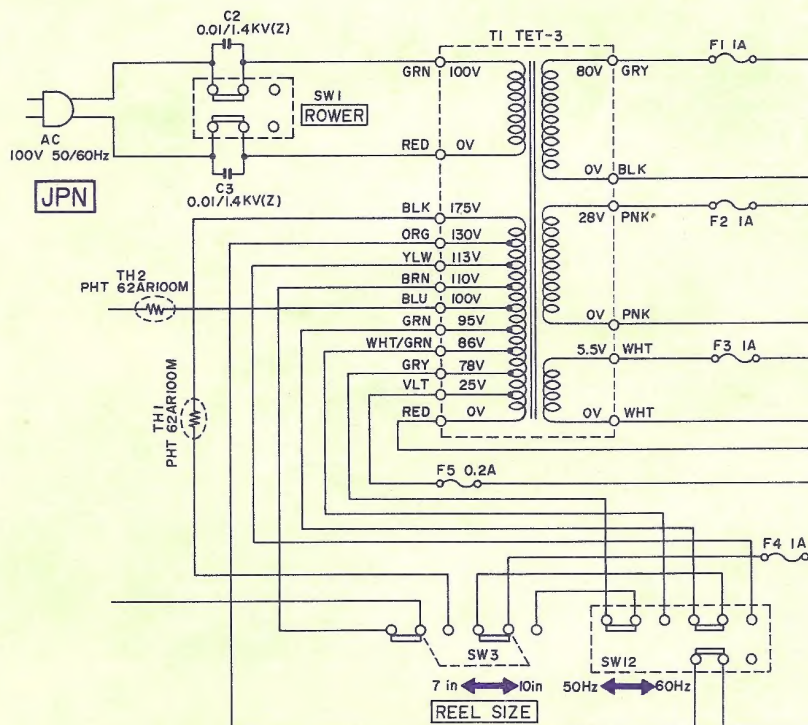 C2
0.01/1.4KV(Z)
T1 TET-3
F1 1A
GRN 100V
80V GRY
SW1
ROWER
AC
100V 50/60Hz
RED 0V
0V BLK
C3
0.01/1.4KV(Z)
JPN
BLK 175V
28V PNK
F2 1A
ORG 130V
YLW 113V
TH2
PHT 62AR100M
BRN 110V
BLU 100V
GRN 95V
0V PNK
WHT/GRN 86V
5.5V WHT
F3 1A
GRY 78V
VLT 25V
RED 0V
0V WHT
TH1
PHT 62AR100M
F5 0.2A
F4 1A
SW3
SW12
7 in 10in
50Hz 60Hz
REEL SIZE